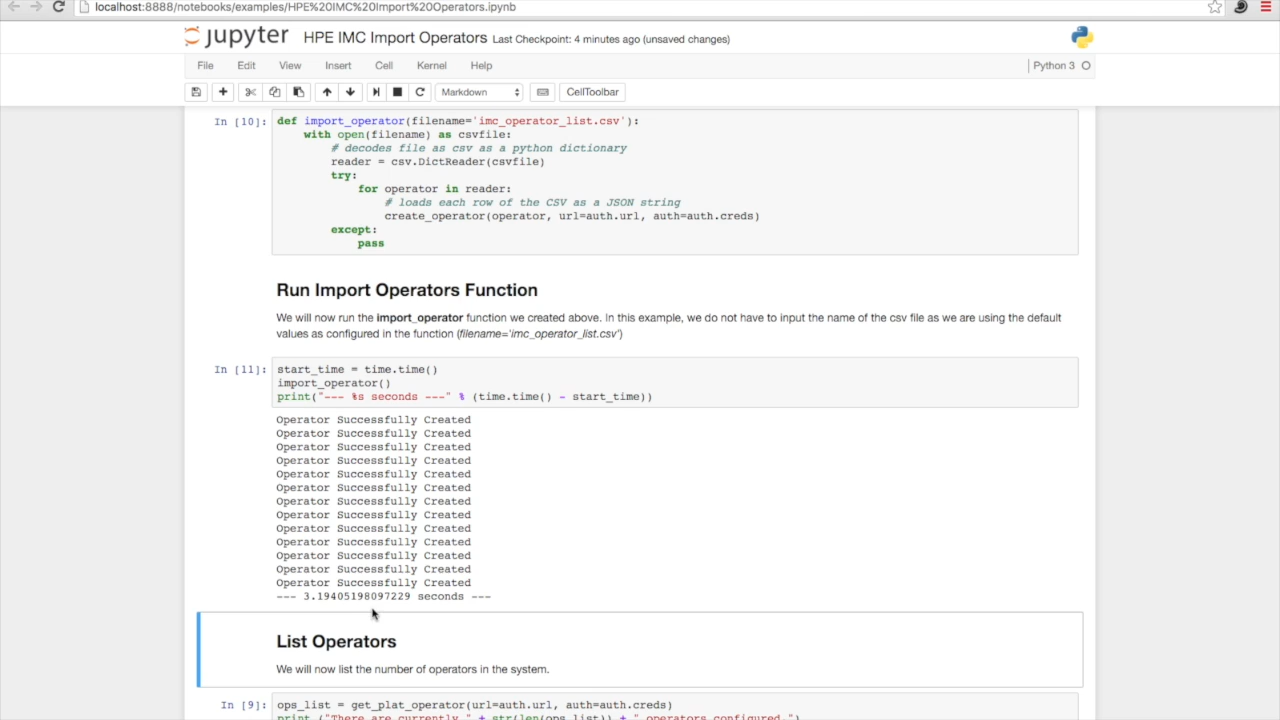 localhost:8888/notebooks/examples/HPE%20IMC%20Import%20Operators.ipynb
jupyter HPE IMC Import Operators Last Checkpoint: 4 minutes ago (unsaved changes)
File Edit View Insert Cell Kernel Help Python 3
Markdown CellToolbar
In [10]: def import_operator(filename='imc_operator_list.csv'):
with open(filename) as csvfile:
# decodes file as csv as a python dictionary
reader = csv.DictReader(csvfile)
try:
for operator in reader:
# loads each row of the CSV as a JSON string
create_operator(operator, url=auth.url, auth=auth.creds)
except:
pass
Run Import Operators Function
We will now run the import_operator function we created above. In this example, we do not have to input the name of the csv file as we are using the default
values as configured in the function (filename='imc_operator_list.csv')
In [11]: start_time = time.time()
import_operator()
print("--- %s seconds ---" % (time.time() - start_time))
Operator Successfully Created
Operator Successfully Created
Operator Successfully Created
Operator Successfully Created
Operator Successfully Created
Operator Successfully Created
Operator Successfully Created
Operator Successfully Created
Operator Successfully Created
Operator Successfully Created
Operator Successfully Created
Operator Successfully Created
Operator Successfully Created
--- 3.19405198097229 seconds ---
List Operators
We will now list the number of operators in the system.
In [9]: ops_list = get_plat_operator(url=auth.url, auth=auth.creds)
print ("There are currently " + str(len(ops_list)) + " operators configured.")